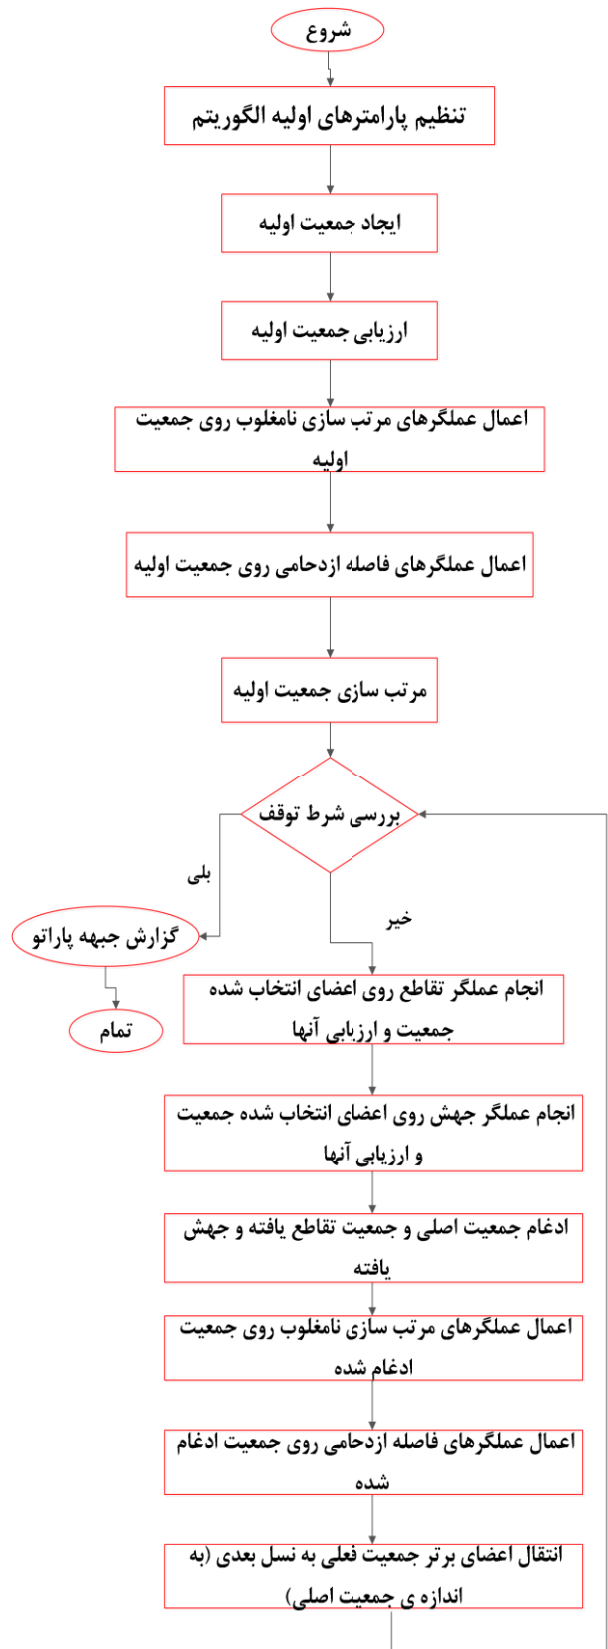 شروع
تنظیم پارامترهای اولیه الگوریتم
ایجاد جمعیت اولیه
ارزیابی جمعیت اولیه
اعمال عملگرهای مرتب سازی نامغلوب روی جمعیت
اولیه
اعمال عملگرهای فاصله ازدحامی روی جمعیت اولیه
مرتب سازی جمعیت اولیه
بررسی شرط توقف
بلی
خیر
گزارش جبهه پاراتو
تمام
انجام عملگر تقاطع روی اعضای انتخاب شده
جمعیت و ارزیابی آنها
انجام عملگر جهش روی اعضای انتخاب شده جمعیت
و ارزیابی آنها
ادغام جمعیت اصلی و جمعیت تقاطع یافته و جهش
یافته
اعمال عملگرهای مرتب سازی نامغلوب روی جمعیت
ادغام شده
اعمال عملگرهای فاصله ازدحامی روی جمعیت ادغام
شده
انتقال اعضای برتر جمعیت فعلی به نسل بعدی (به
اندازه ی جمعیت اصلی)